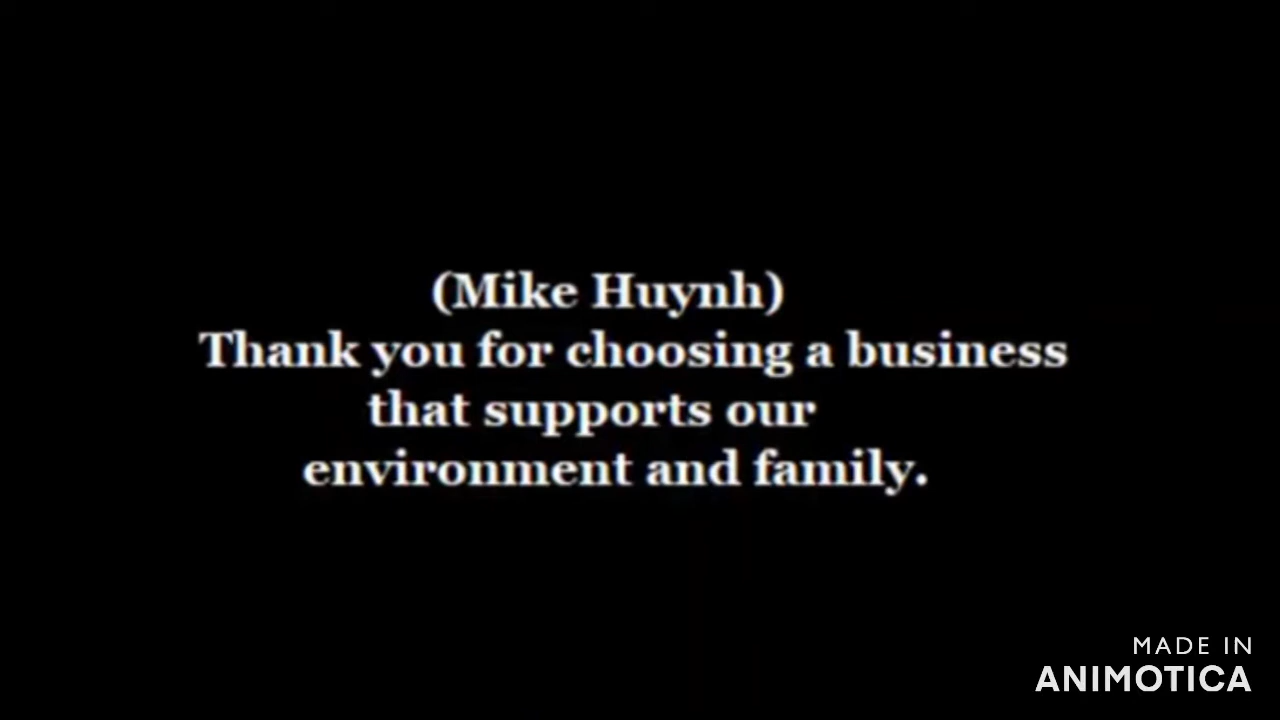 (Mike Huynh)
Thank you for choosing a business
that supports our
environment and family.
MADE IN
ANIMOTICA